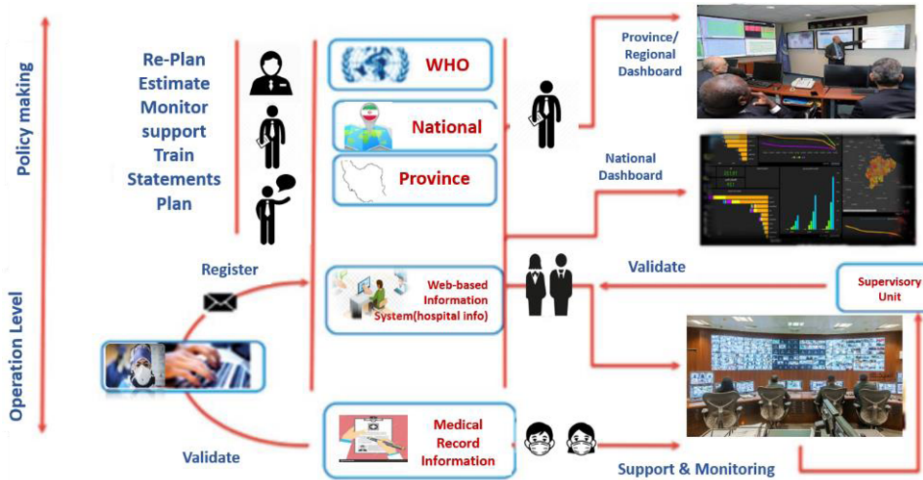 Policy making
Operation Level
Re-Plan
Estimate
Monitor
support
Train
Statements
Plan
WHO
National
Province
Province/
Regional
Dashboard
National
Dashboard
Register
Web-based
Information
System(hospital info)
Validate
Supervisory
Unit
Validate
Medical
Record
Information
Support & Monitoring